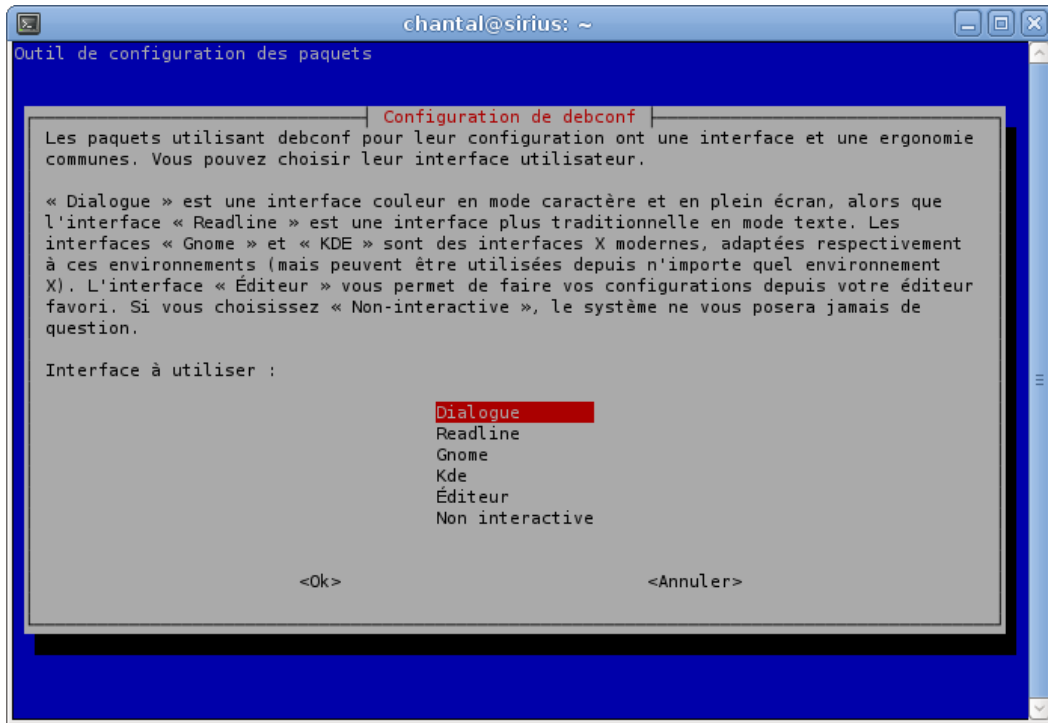 chantal@sirius: ~
Outil de configuration des paquets
Configuration de debconf
Les paquets utilisant debconf pour leur configuration ont une interface et une ergonomie
communes. Vous pouvez choisir leur interface utilisateur.
« Dialogue » est une interface couleur en mode caractère et en plein écran, alors que
l'interface « Readline » est une interface plus traditionnelle en mode texte. Les
interfaces « Gnome » et « KDE » sont des interfaces X modernes, adaptées respectivement
à ces environnements (mais peuvent être utilisées depuis n'importe quel environnement
X). L'interface « Éditeur » vous permet de faire vos configurations depuis votre éditeur
favori. Si vous choisissez « Non-interactive », le système ne vous posera jamais de
question.
Interface à utiliser :
Dialogue
Readline
Gnome
Kde
Éditeur
Non interactive
<Ok> <Annuler>